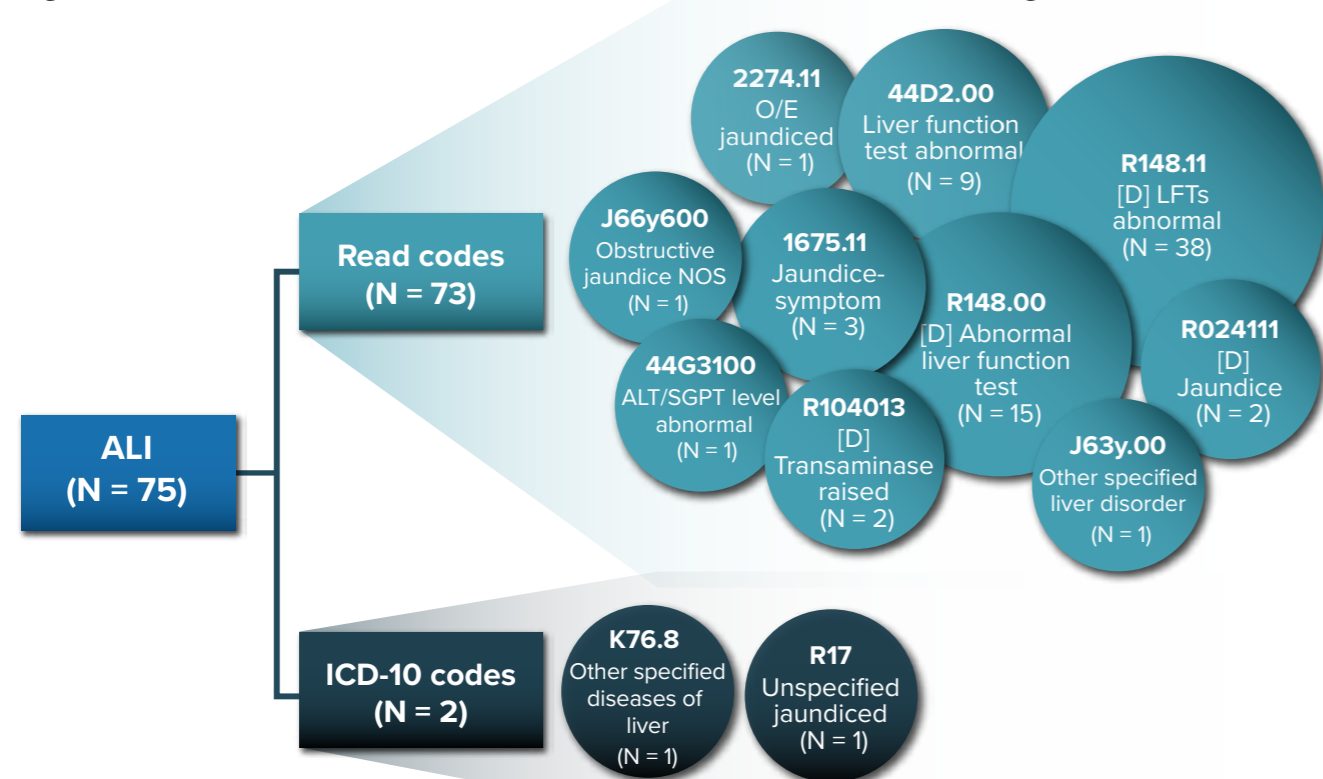 2274.11
O/E
jaundiced
(N = 1)
44D2.00
Liver function
test abnormal
(N = 9)
R148.11
[D] LFTs
abnormal
(N = 38)
J66y600
Obstructive
jaundice NOS
(N = 1)
1675.11
Jaundice-
symptom
(N = 3)
R148.00
[D] Abnormal
liver function
test
(N = 15)
R024111
[D]
Jaundice
(N = 2)
44G3100
ALT/SGPT level
abnormal
(N = 1)
R104013
[D]
Transaminase
raised
(N = 2)
J63y.00
Other specified
liver disorder
(N = 1)
Read codes
(N = 73)
ALI
(N = 75)
ICD-10 codes
(N = 2)
K76.8
Other specified
diseases of
liver
(N = 1)
R17
Unspecified
jaundiced
(N = 1)